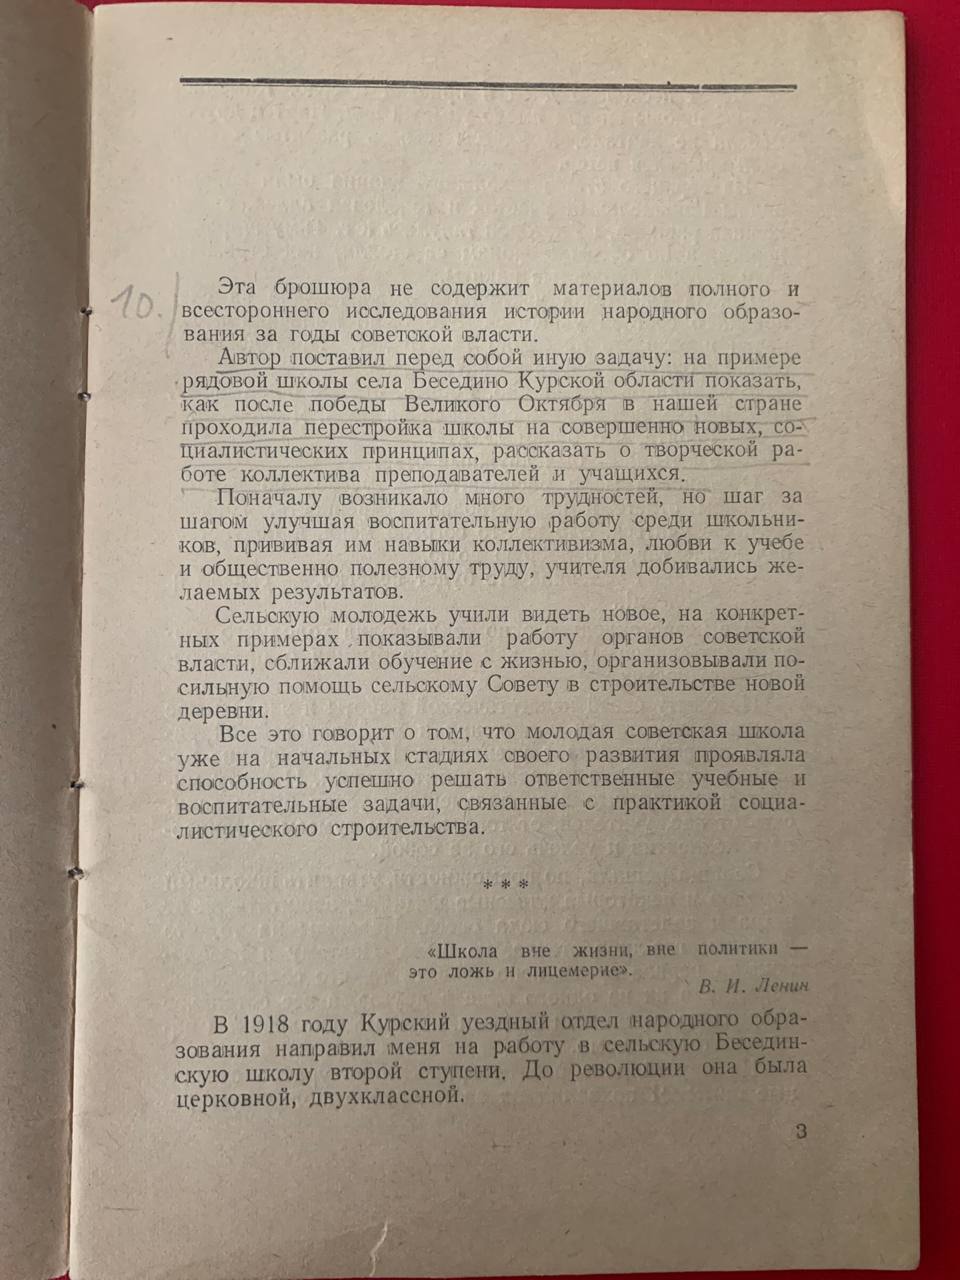 10.
Эта брошюра не содержит материалов полного и
всестороннего исследования истории народного образо-
вания за годы советской власти.
Автор поставил перед собой иную задачу: на примере
рядовой школы села Беседино Курской области показать,
как после победы Великого Октября в нашей стране
проходила перестройка школы на совершенно новых, со-
циалистических принципах, рассказать о творческой ра-
боте коллектива преподавателей и учащихся.
Поначалу возникало много трудностей, но шаг за
шагом улучшая воспитательную работу среди школьни-
ков, прививая им навыки коллективизма, любви к учебе
и общественно полезному труду, учителя добивались же-
лаемых результатов.
Сельскую молодежь учили видеть новое, на конкрет-
ных примерах показывали работу органов советской
власти, сближали обучение с жизнью, организовывали по-
сильную помощь сельскому Совету в строительстве новой
деревни.
Все это говорит о том, что молодая советская школа
уже на начальных стадиях своего развития проявляла
способность успешно решать ответственные учебные и
воспитательные задачи, связанные с практикой социа-
листического строительства.
* * *
«Школа вне жизни, вне политики —
это ложь и лицемерие».
В. И. Ленин
В 1918 году Курский уездный отдел народного обра-
зования направил меня на работу в сельскую Беседин-
скую школу второй ступени. До революции она была
церковной, двухклассной.
3